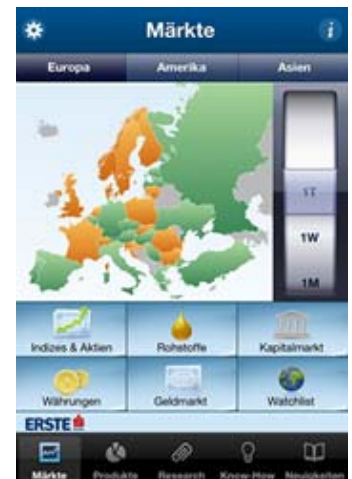 Märkte
Europa Amerika Asien
1T
1W
1M
Indizes & Aktien Rohstoffe Kapitalmarkt
Währungen Geldmarkt Watchlist
ERSTE
Märkte Produkte Research Know-How Neuigkeiten